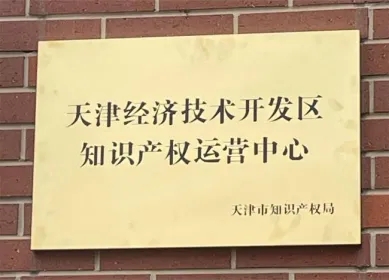 天津经济技术开发区
知识产权运营中心
天津市知识产权局